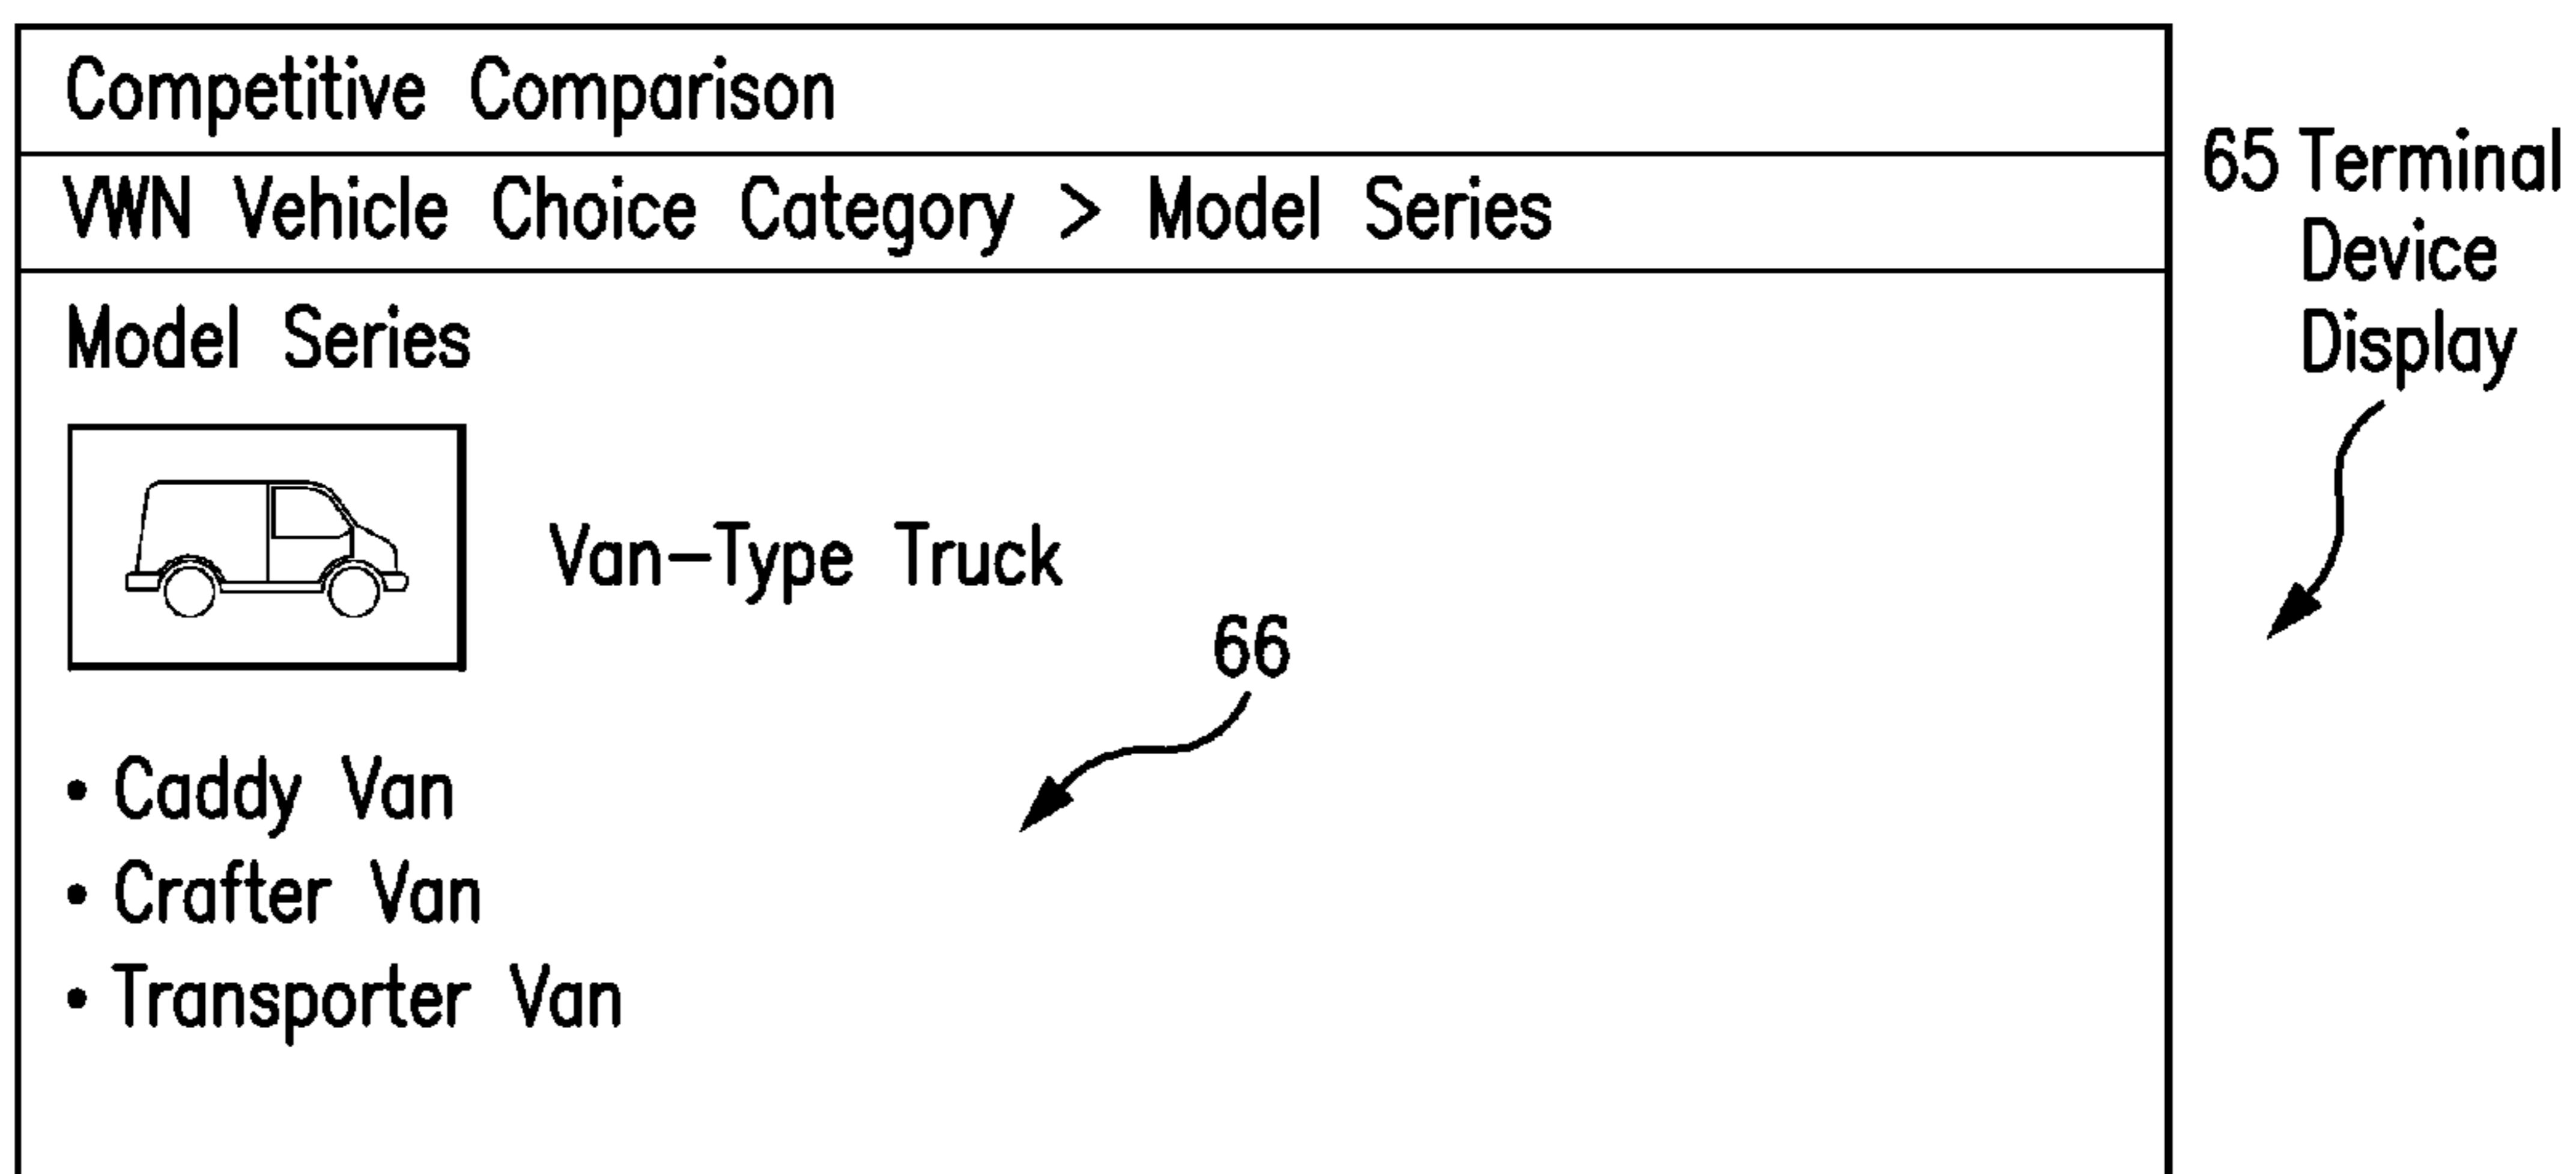 Competitive Comparison
VWN Vehicle Choice Category > Model Series
Model Series
Van-Type Truck
66
• Caddy Van
• Crafter Van
• Transporter Van
65 Terminal
Device
Display